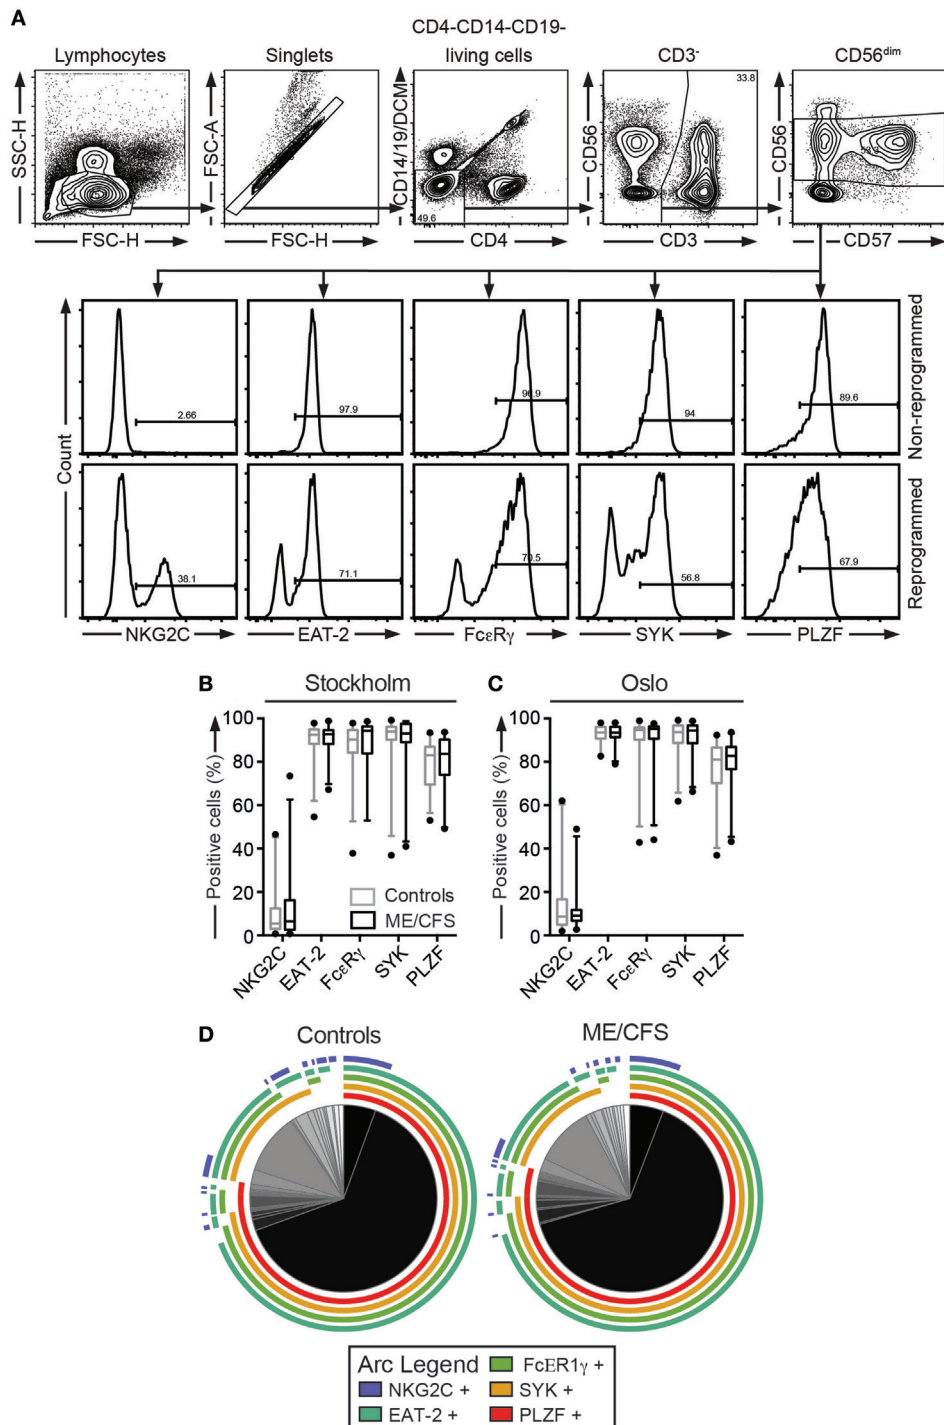 A
CD4-CD14-CD19-
Lymphocytes Singlets living cells CD3⁻ CD56ᵈⁱᵐ
SSC-H FSC-A CD14/19/DCM CD56 CD56
49.6 33.8
FSC-H FSC-H CD4 CD3 CD57
Count
2.66 97.9 96.9 94 89.6
Non-reprogrammed
38.1 71.1 70.5 56.8 67.9
Reprogrammed
NKG2C EAT-2 FcεRγ SYK PLZF
B Stockholm
Positive cells (%)
100
80
60
40
20
0
Controls
ME/CFS
NKG2C EAT-2 FcεRγ SYK PLZF
C Oslo
Positive cells (%)
100
80
60
40
20
0
NKG2C EAT-2 FcεRγ SYK PLZF
D Controls ME/CFS
Arc Legend
NKG2C +
EAT-2 +
FcER1γ +
SYK +
PLZF +